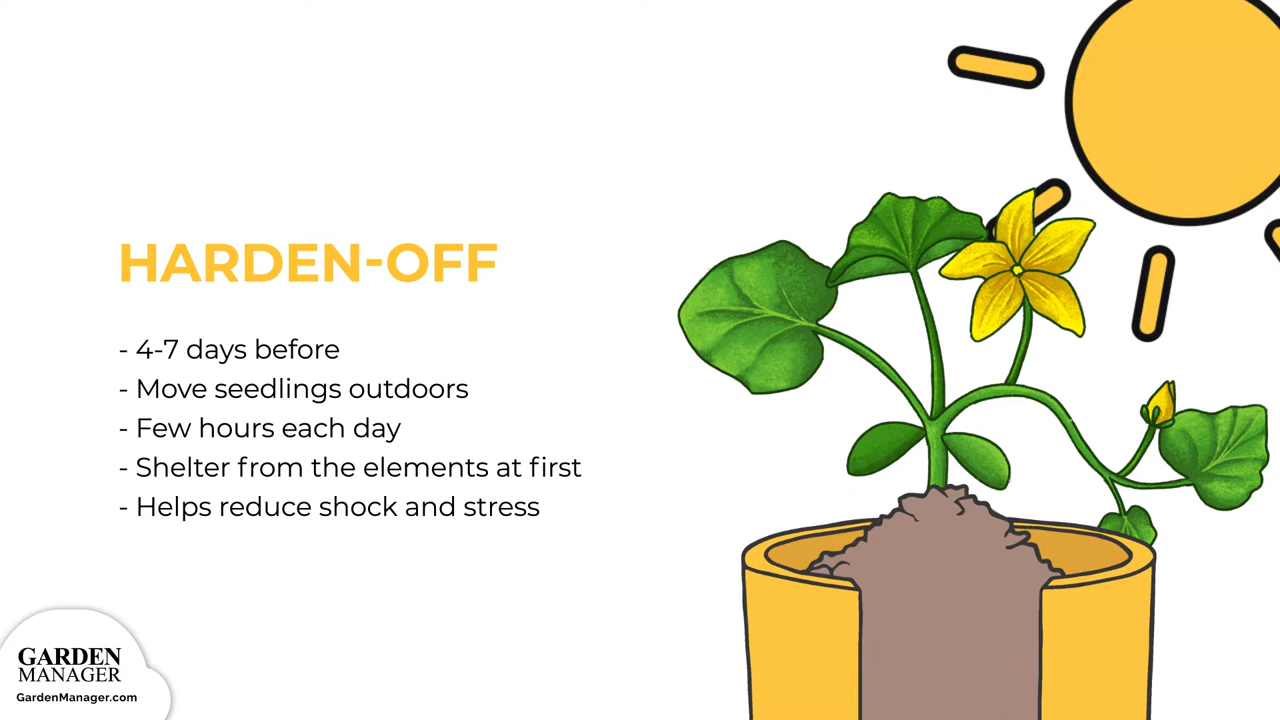 HARDEN-OFF
- 4-7 days before
- Move seedlings outdoors
- Few hours each day
- Shelter from the elements at first
- Helps reduce shock and stress
GARDEN
MANAGER
GardenManager.com